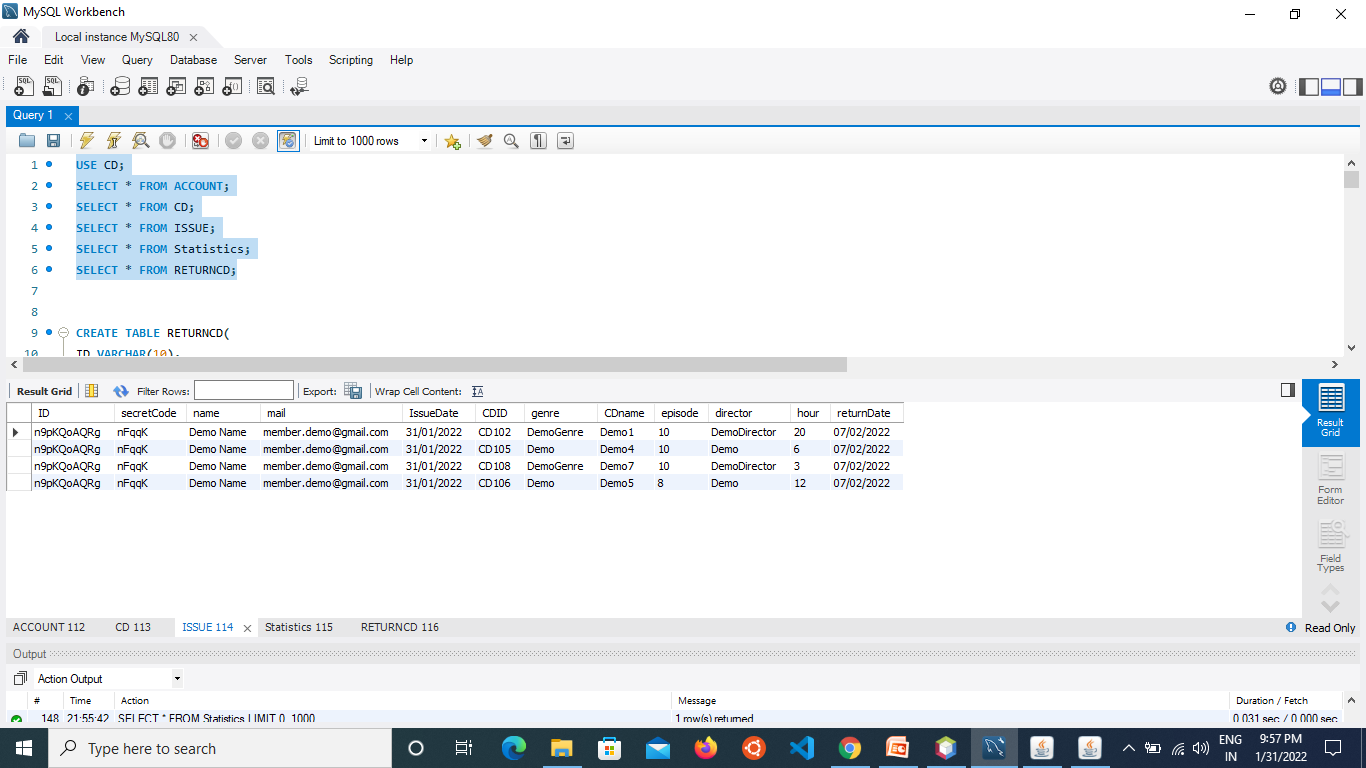 MySQL Workbench
Local instance MySQL80
File Edit View Query Database Server Tools Scripting Help
Query 1
Limit to 1000 rows
1 USE CD;
2 SELECT * FROM ACCOUNT;
3 SELECT * FROM CD;
4 SELECT * FROM ISSUE;
5 SELECT * FROM Statistics;
6 SELECT * FROM RETURNCD;
7
8
9 CREATE TABLE RETURNCD(
10 ID VARCHAR(10),
Result Grid Filter Rows: Export: Wrap Cell Content:
ID secretCode name mail IssueDate CDID genre CDname episode director hour returnDate
n9pKQoAQRg nFqqK Demo Name member.demo@gmail.com 31/01/2022 CD102 DemoGenre Demo1 10 DemoDirector 20 07/02/2022
n9pKQoAQRg nFqqK Demo Name member.demo@gmail.com 31/01/2022 CD105 Demo Demo4 10 Demo 6 07/02/2022
n9pKQoAQRg nFqqK Demo Name member.demo@gmail.com 31/01/2022 CD108 DemoGenre Demo7 10 DemoDirector 3 07/02/2022
n9pKQoAQRg nFqqK Demo Name member.demo@gmail.com 31/01/2022 CD106 Demo Demo5 8 Demo 12 07/02/2022
Result
Grid
Form
Editor
Field
Types
ACCOUNT 112 CD 113 ISSUE 114 Statistics 115 RETURNCD 116
Read Only
Output
Action Output
# Time Action Message Duration / Fetch
148 21:55:42 SELECT * FROM Statistics LIMIT 0, 1000 1 row(s) returned 0.031 sec / 0.000 sec
Type here to search
ENG
IN
9:57 PM
1/31/2022